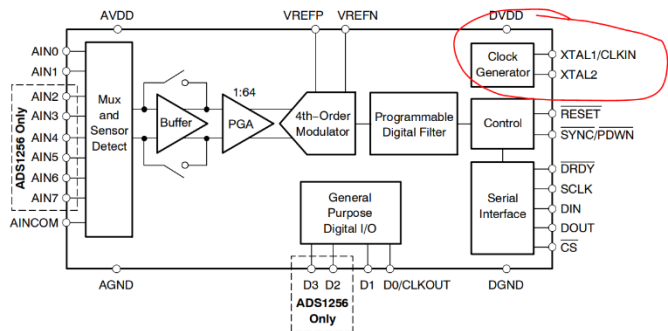 AVDD
VREFP
VREFN
DVDD
AIN0
AIN1
AIN2
AIN3
AIN4
AIN5
AIN6
AIN7
AINCOM
ADS1256 Only
Mux
and
Sensor
Detect
Buffer
1:64
PGA
4th-Order
Modulator
Programmable
Digital Filter
Clock
Generator
XTAL1/CLKIN
XTAL2
Control
RESET
SYNC/PDWN
Serial
Interface
DRDY
SCLK
DIN
DOUT
CS
General
Purpose
Digital I/O
AGND
D3
D2
D1
D0/CLKOUT
DGND
ADS1256
Only